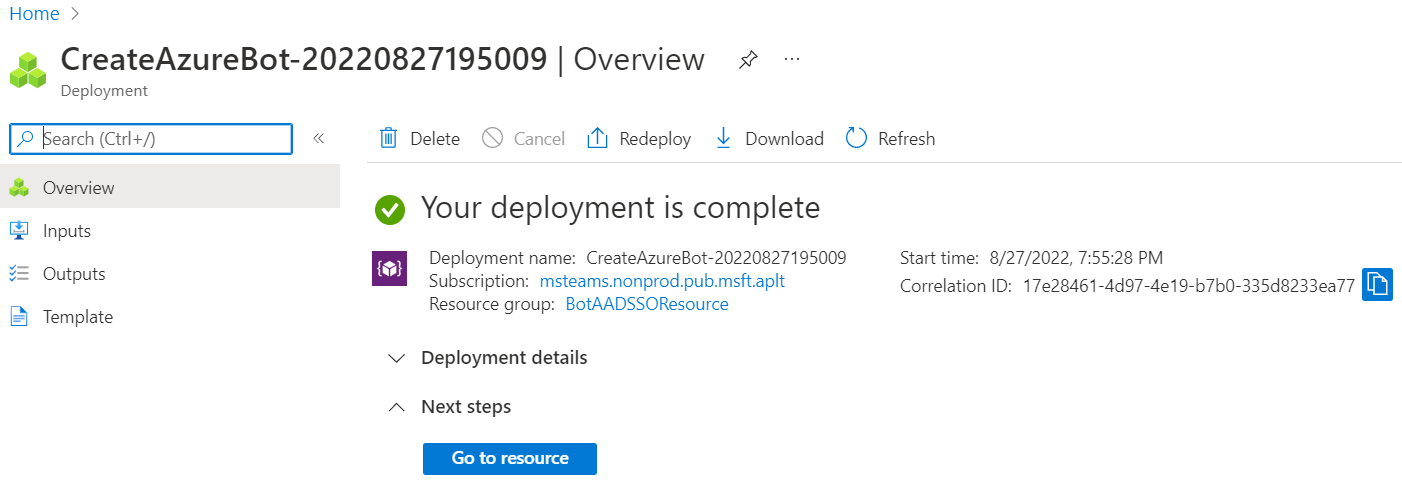 Home >
CreateAzureBot-20220827195009 | Overview ...
Deployment
Search (Ctrl+/) «
Delete Cancel Redeploy Download Refresh
Overview
Inputs
Outputs
Template
Your deployment is complete
Deployment name: CreateAzureBot-20220827195009
Subscription: msteams.nonprod.pub.msft.aplt
Resource group: BotAADSSOResource
Start time: 8/27/2022, 7:55:28 PM
Correlation ID: 17e28461-4d97-4e19-b7b0-335d8233ea77
Deployment details
Next steps
Go to resource